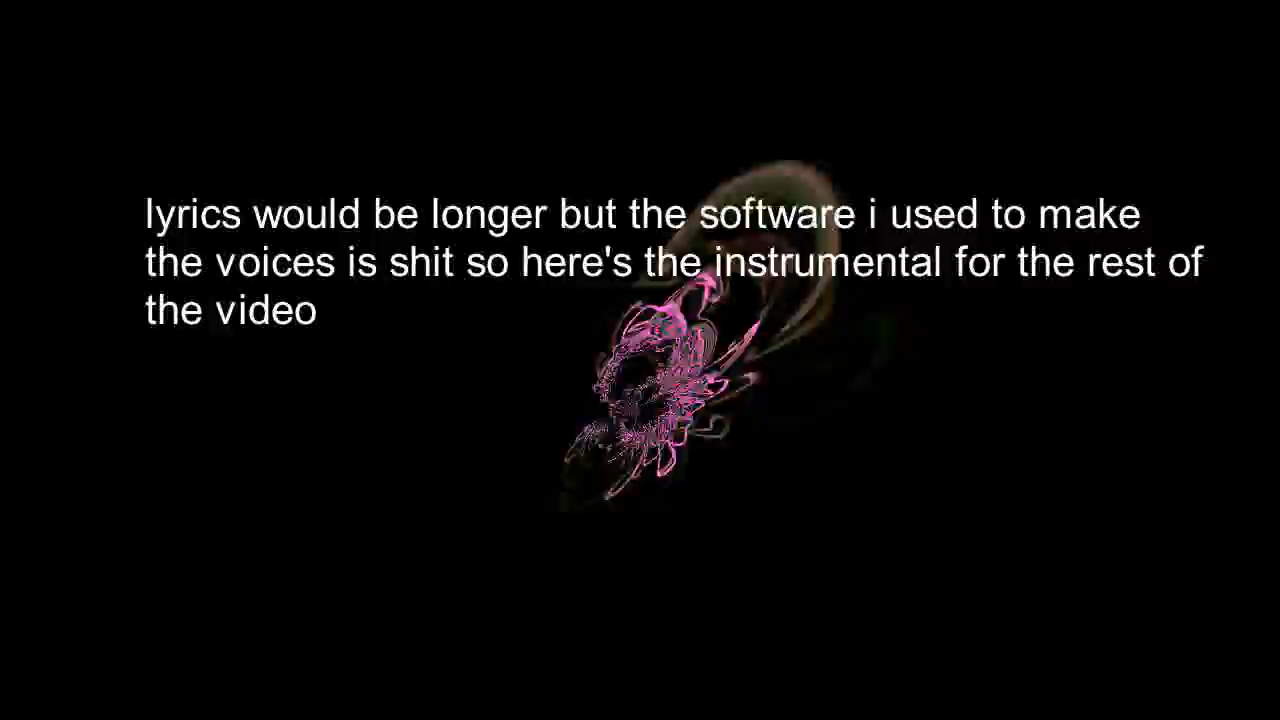 lyrics would be longer but the software i used to make
the voices is shit so here's the instrumental for the rest of
the video